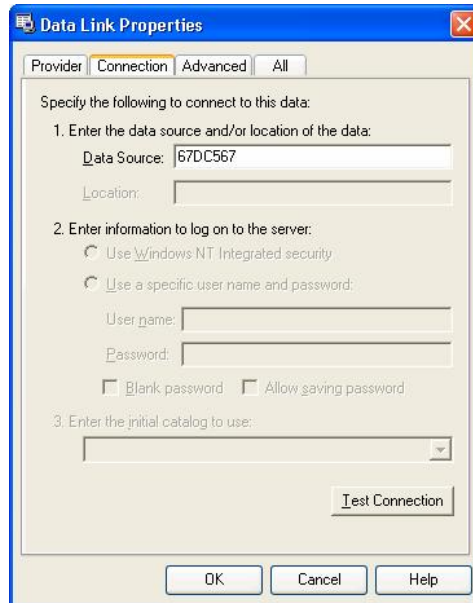 Data Link Properties
Provider Connection Advanced All
Specify the following to connect to this data:
1. Enter the data source and/or location of the data:
Data Source: 67DC567
Location:
2. Enter information to log on to the server:
Use Windows NT Integrated security
Use a specific user name and password:
User name:
Password:
Blank password Allow saving password
3. Enter the initial catalog to use:
Test Connection
OK Cancel Help